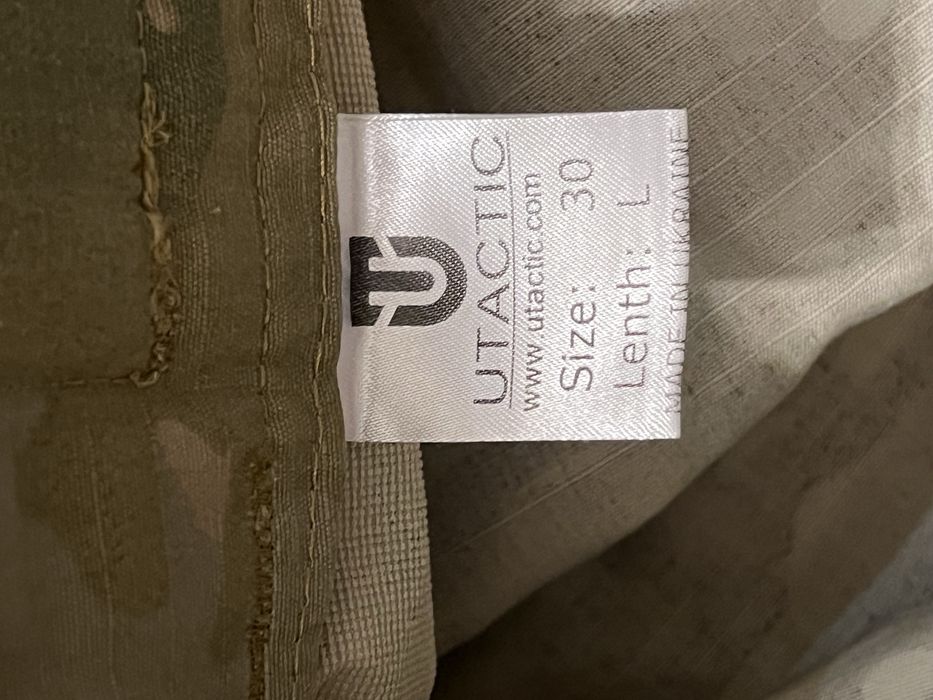 UTACTIC
www.utactic.com
Size: 30
Lenth: L
MADE IN UKRAINE